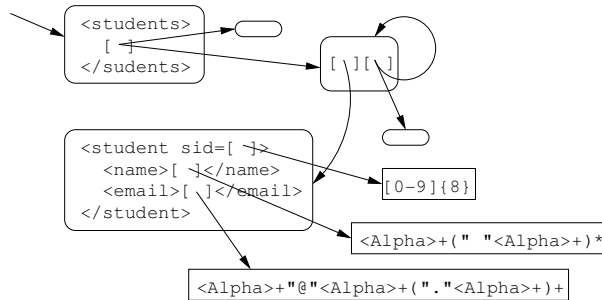 <students>
[ ]
</sudents>
[ ][ ]
<student sid=[ ]>
<name>[ ]</name>
<email>[ ]</email>
</student>
[0-9]{8}
<Alpha>+(" "<Alpha>+)*
<Alpha>+"@"<Alpha>+("."<Alpha>+)+